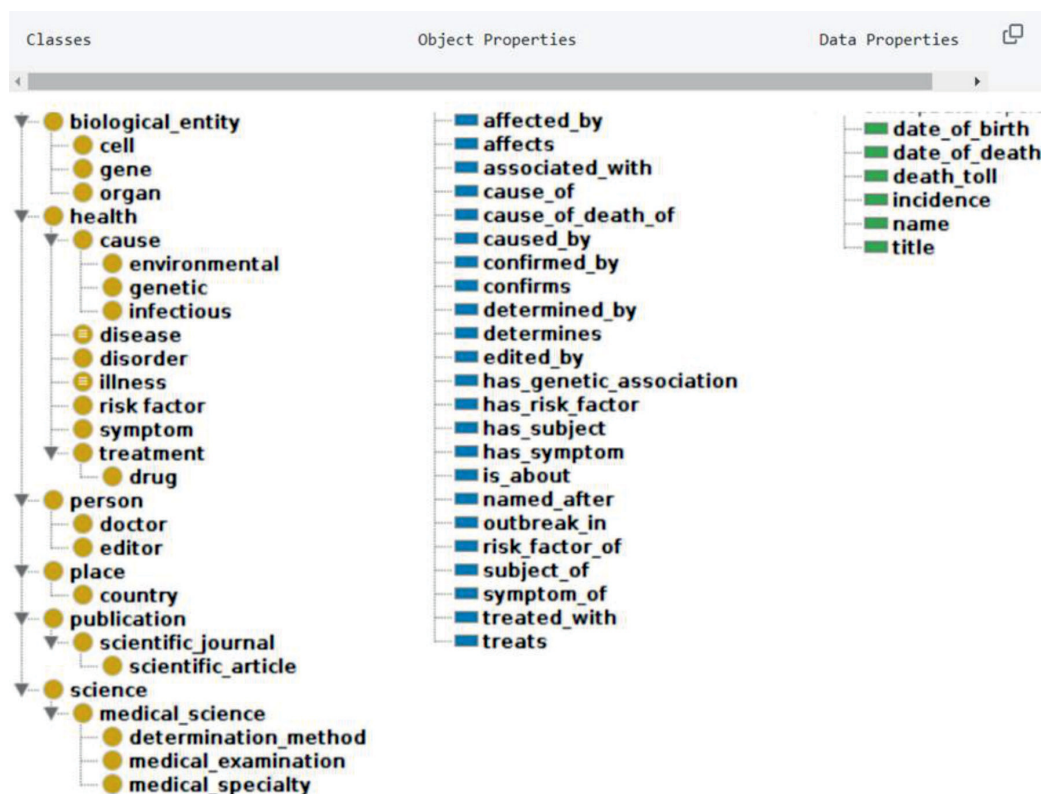 Classes
Object Properties
Data Properties
biological_entity
cell
gene
organ
health
cause
environmental
genetic
infectious
disease
disorder
illness
risk factor
symptom
treatment
drug
person
doctor
editor
place
country
publication
scientific_journal
scientific_article
science
medical_science
determination_method
medical_examination
medical_specialty
affected_by
affects
associated_with
cause_of
cause_of_death_of
caused_by
confirmed_by
confirms
determined_by
determines
edited_by
has_genetic_association
has_risk_factor
has_subject
has_symptom
is_about
named_after
outbreak_in
risk_factor_of
subject_of
symptom_of
treated_with
treats
date_of_birth
date_of_death
death_toll
incidence
name
title